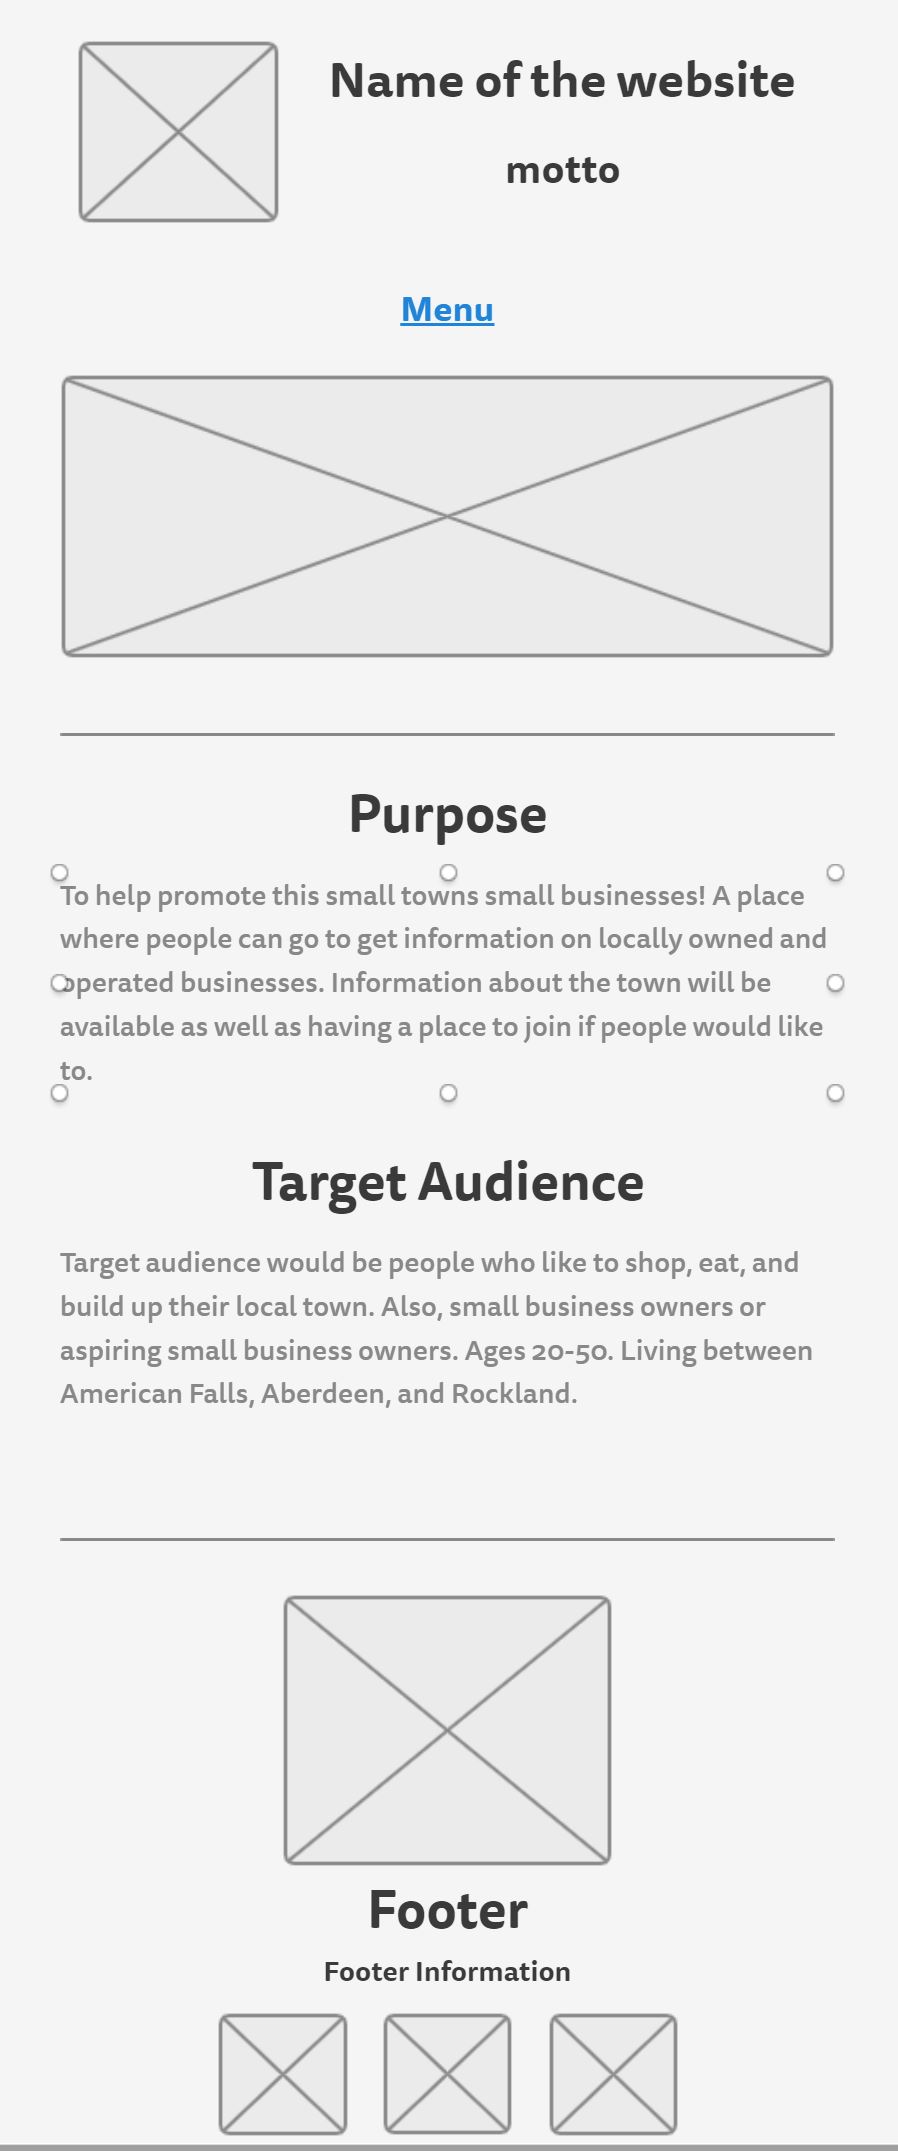 Name of the website
motto
Menu
Purpose
To help promote this small towns small businesses! A place
where people can go to get information on locally owned and
operated businesses. Information about the town will be
available as well as having a place to join if people would like
to.
Target Audience
Target audience would be people who like to shop, eat, and
build up their local town. Also, small business owners or
aspiring small business owners. Ages 20-50. Living between
American Falls, Aberdeen, and Rockland.
Footer
Footer Information